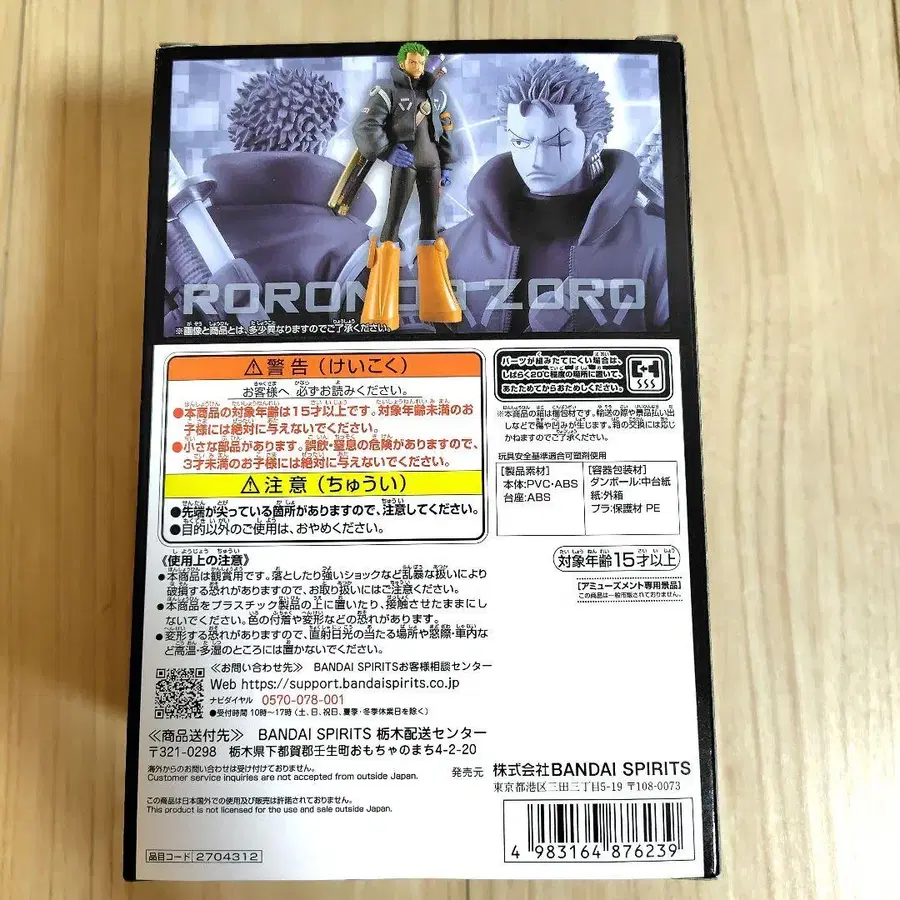 RORONOA ZORO
※画像と商品とは、多少異なりますのでご了承ください。
警告（けいこく）
お客様へ 必ずお読みください。
●本商品の対象年齢は15才以上です。対象年齢未満のお
子様には絶対に与えないでください。
●小さな部品があります。誤飲・窒息の危険がありますので、
3才未満のお子様には絶対に与えないでください。
注意（ちゅうい）
●先端が尖っている箇所がありますので、注意してください。
●目的以外のご使用は、おやめください。
《使用上の注意》
●本商品は観賞用です。落としたり強いショックなど乱暴な扱いにより
破損する恐れがありますので、お取り扱いにはご注意ください。
●本商品をプラスチック製品の上に置いたり、接触させたままにし
ないでください。色の付着や変形などの恐れがあります。
●変形する恐れがありますので、直射日光の当たる場所や窓際・車内な
ど高温・多湿のところには置かないでください。
パーツが組みたてにくい場合は、
しばらく20℃程度の場所に置いて、
あたためてからおためしください。
※本商品の箱は梱包材です。輸送の際や景品払い出
しなどで傷や凹みが生じます。箱の交換には応じ
かねますのでご了承ください。
玩具安全基準適合可塑剤使用
[製品素材]
本体:PVC・ABS
台座:ABS
[容器包装材]
ダンボール:中台紙
紙:外箱
プラ:保護材 PE
対象年齢15才以上
[アミューズメント専用景品]
この商品は一般市販されておりません。
≪お問い合わせ先≫ BANDAI SPIRITSお客様相談センター
Web https://support.bandaispirits.co.jp
ナビダイヤル 0570-078-001
●受付時間 10時～17時（土、日、祝日、夏季・冬季休業日を除く）
≪商品送付先≫ BANDAI SPIRITS 栃木配送センター
〒321-0298 栃木県下都賀郡壬生町おもちゃのまち4-2-20
海外からのお問い合わせは受け付けておりません。
Customer service inquiries are not accepted from outside Japan.
発売元 株式会社BANDAI SPIRITS
東京都港区三田三丁目5-19 〒108-0073
この商品は日本国外での使用及び販売は許諾されておりません。
This product is not licensed for the use and sale outside Japan.
品目コード 2704312
4 983164 876239